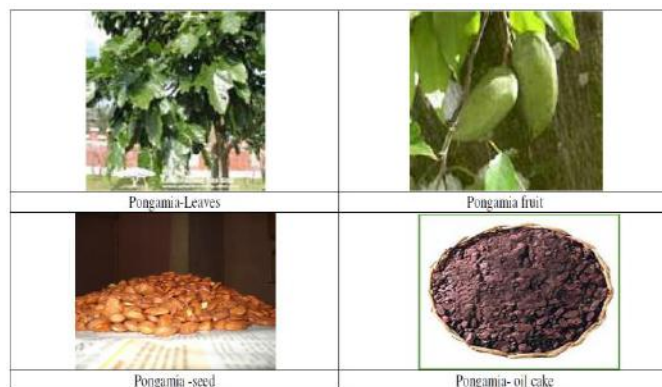 Pongamia-Leaves
Pongamia fruit
Pongamia -seed
Pongamia- oil cake